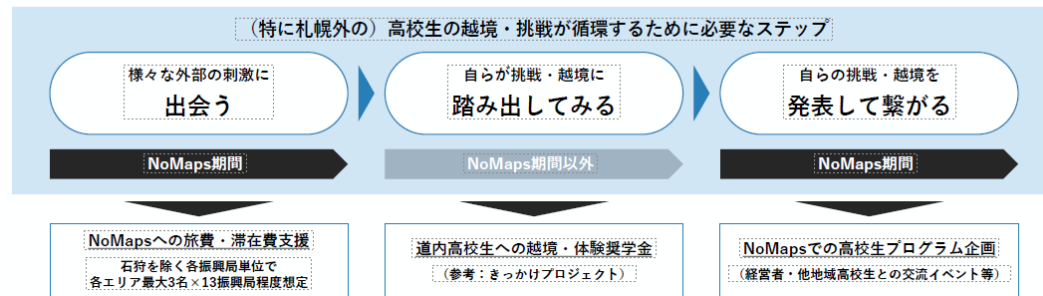 （特に札幌外の）高校生の越境・挑戦が循環するために必要なステップ
様々な外部の刺激に
出会う
自らが挑戦・越境に
踏み出してみる
自らの挑戦・越境を
発表して繋がる
NoMaps期間
NoMaps期間以外
NoMaps期間
NoMapsへの旅費・滞在費支援
石狩を除く各振興局単位で
各エリア最大3名×13振興局程度想定
道内高校生への越境・体験奨学金
（参考：きっかけプロジェクト）
NoMapsでの高校生プログラム企画
（経営者・他地域高校生との交流イベント等）